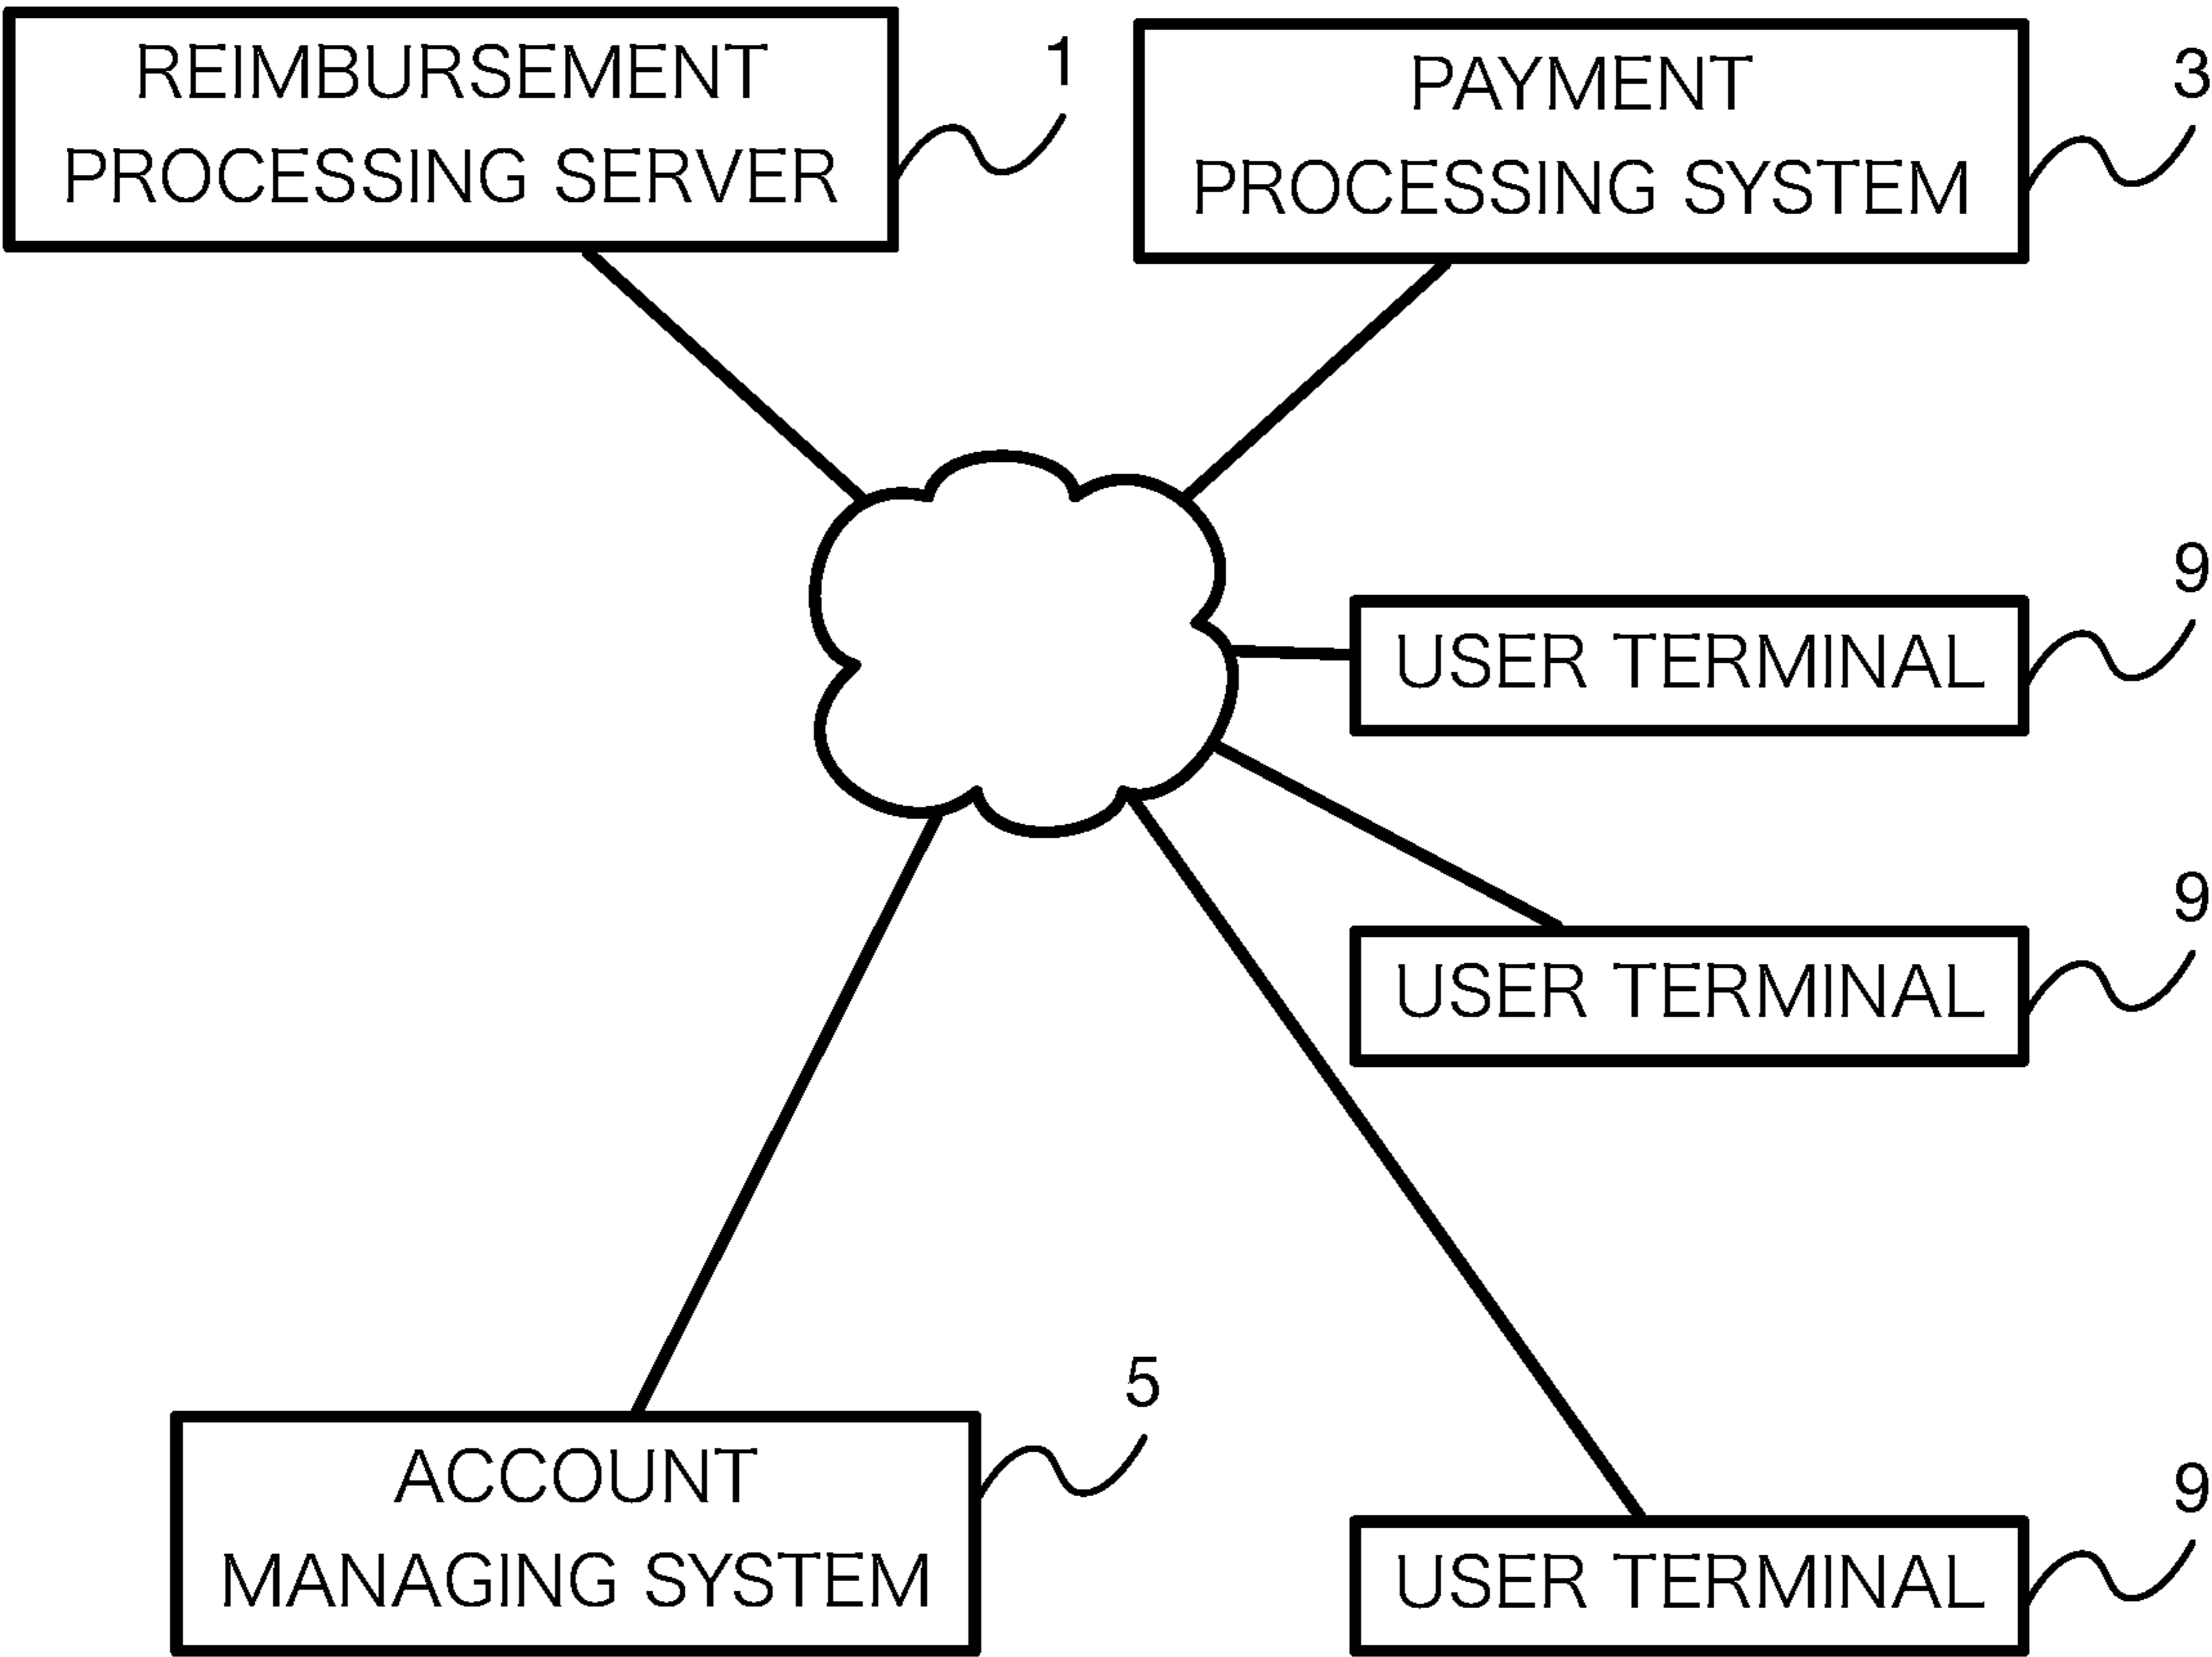 REIMBURSEMENT
PROCESSING SERVER
1
PAYMENT
PROCESSING SYSTEM
3
USER TERMINAL
9
USER TERMINAL
9
ACCOUNT
MANAGING SYSTEM
5
USER TERMINAL
9